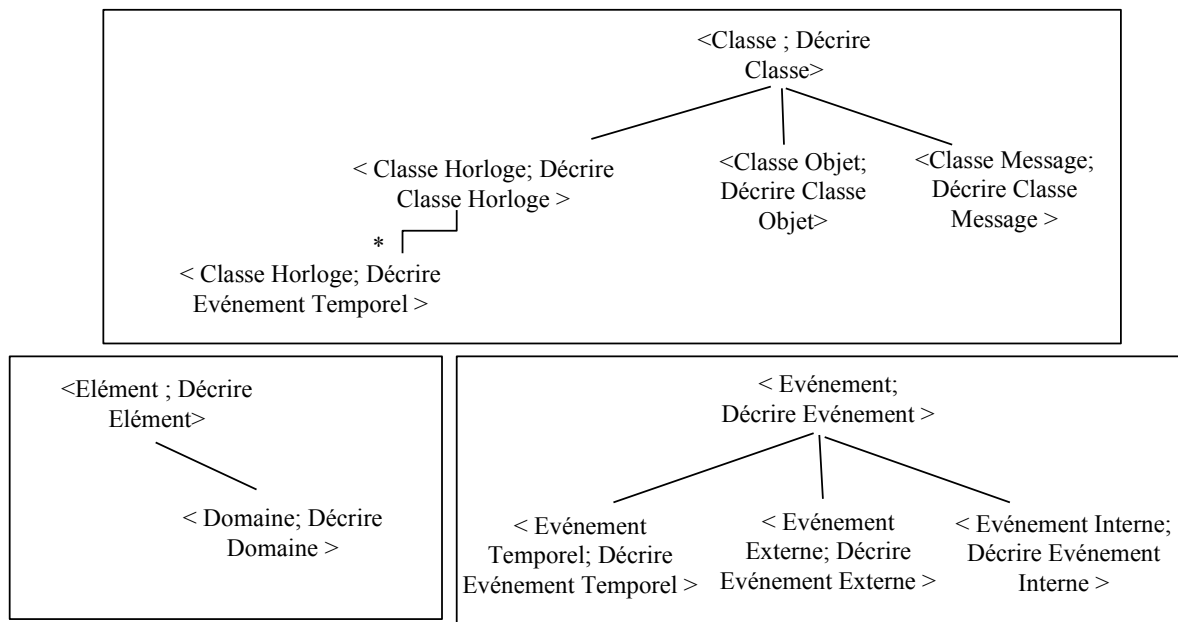 <Classe ; Décrire
Classe>
< Classe Horloge; Décrire
Classe Horloge >
<Classe Objet;
Décrire Classe
Objet>
<Classe Message;
Décrire Classe
Message >
*
< Classe Horloge; Décrire
Evénement Temporel >
<Elément ; Décrire
Elément>
< Domaine; Décrire
Domaine >
< Evénement;
Décrire Evénement >
< Evénement
Temporel; Décrire
Evénement Temporel >
< Evénement
Externe; Décrire
Evénement Externe >
< Evénement Interne;
Décrire Evénement
Interne >